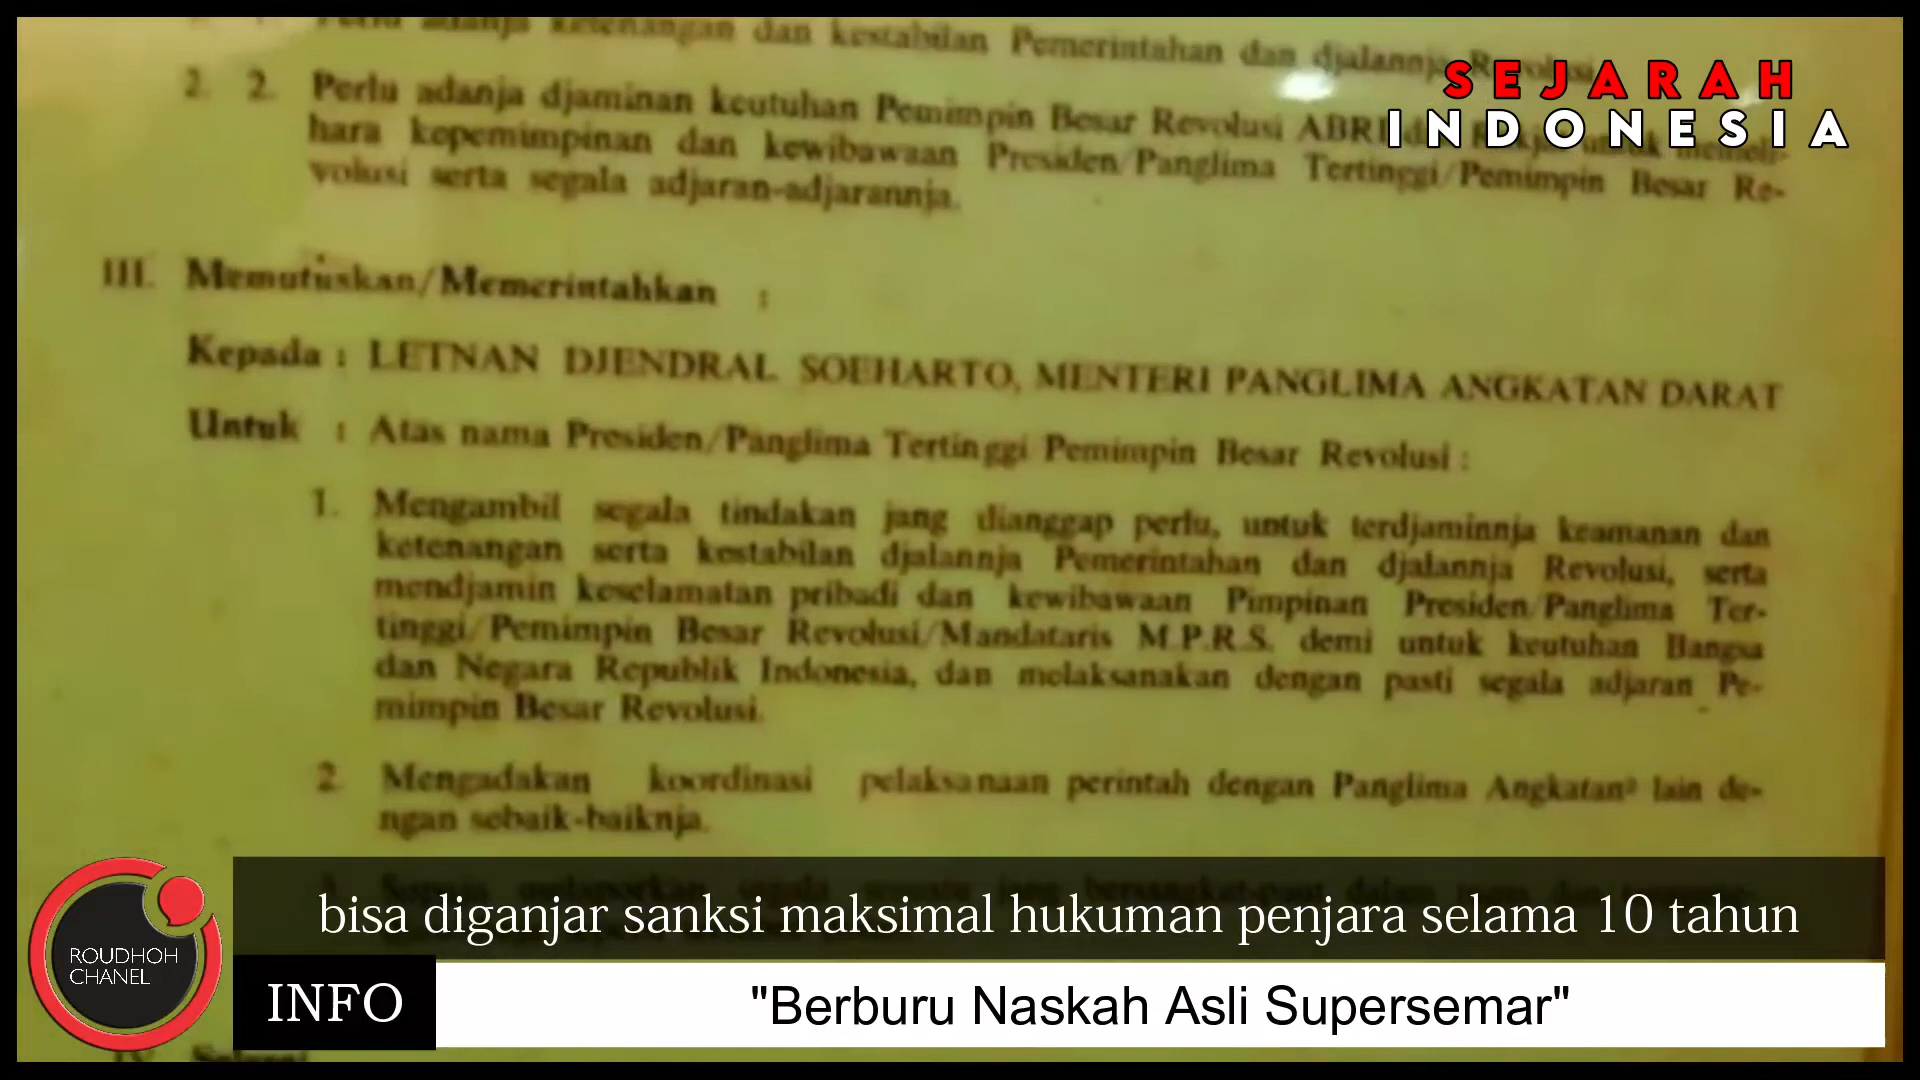 Perlu adanja ketenangan dan kestabilan Pemerintahan dan djalannja
SEJARAH
INDONESIA
2. 2. Perlu adanja djaminan keutuhan Pemimpin Besar Revolusi ABRI
hara kepemimpinan dan kewibawaan Presiden/Panglima Tertinggi/Pemimpin Besar Re-
volusi serta segala adjaran-adjarannja.
III. Memutuskan/Memerintahkan :
Kepada : LETNAN DJENDRAL SOEHARTO, MENTERI PANGLIMA ANGKATAN DARAT
Untuk : Atas nama Presiden/Panglima Tertinggi Pemimpin Besar Revolusi :
1. Mengambil segala tindakan jang dianggap perlu, untuk terdjaminnja keamanan dan
ketenangan serta kestabilan djalannja Pemerintahan dan djalannja Revolusi, serta
mendjamin keselamatan pribadi dan kewibawaan Pimpinan Presiden/Panglima Ter-
tinggi/Pemimpin Besar Revolusi/Mandataris M.P.R.S. demi untuk keutuhan Bangsa
dan Negara Republik Indonesia, dan melaksanakan dengan pasti segala adjaran Pe-
mimpin Besar Revolusi.
2. Mengadakan koordinasi pelaksanaan perintah dengan Panglima Angkatan² lain de-
ngan sebaik-baiknja.
bisa diganjar sanksi maksimal hukuman penjara selama 10 tahun
ROUDHOH
CHANEL
INFO
"Berburu Naskah Asli Supersemar"